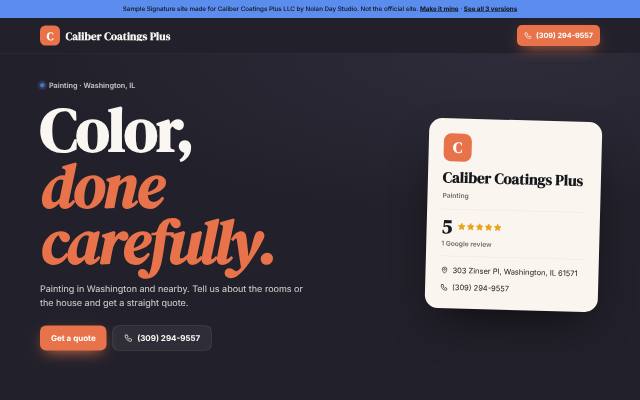 Sample Signature site made for Caliber Coatings Plus LLC by Nolan Day Studio. Not the official site. Make it mine · See all 3 versions
C Caliber Coatings Plus
(309) 294-9557
Painting · Washington, IL
Color,
done
carefully.
Painting in Washington and nearby. Tell us about the rooms or
the house and get a straight quote.
Get a quote
(309) 294-9557
C
Caliber Coatings Plus
Painting
5
1 Google review
303 Zinser Pl, Washington, IL 61571
(309) 294-9557